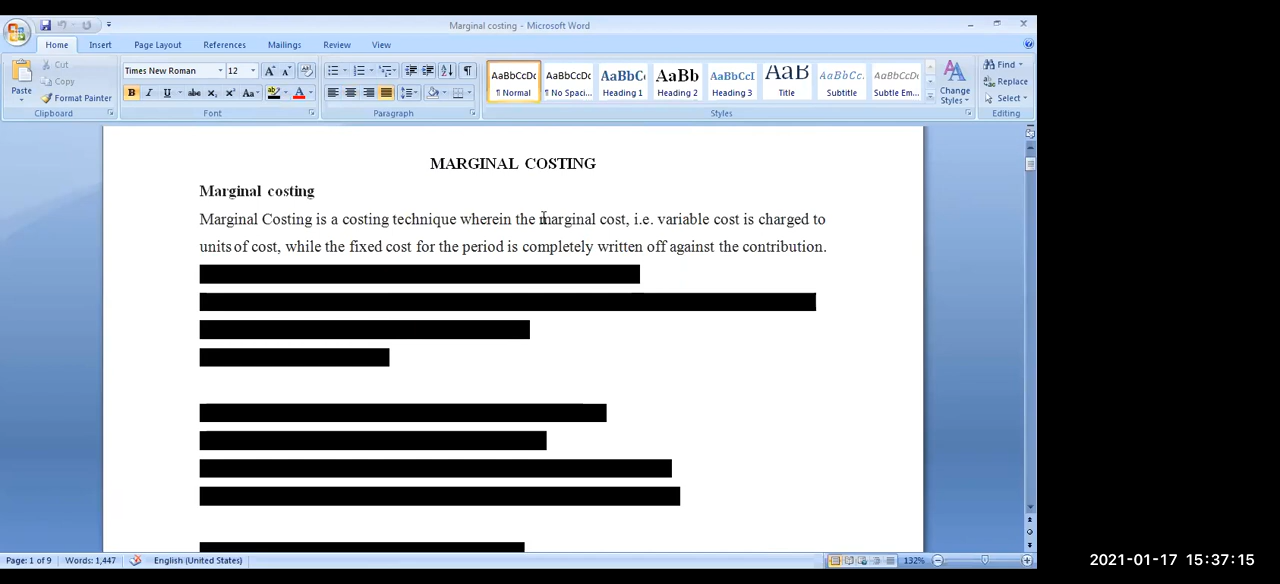 Marginal costing - Microsoft Word
Home Insert Page Layout References Mailings Review View
Paste
Cut
Copy
Format Painter
Clipboard
Times New Roman 12
Font
Paragraph
AaBbCcDc AaBbCcDc AaBbC AaBb AaBbCcI AaB AaBbCc. AaBbCcDc
¶ Normal ¶ No Spaci... Heading 1 Heading 2 Heading 3 Title Subtitle Subtle Em...
Change Styles
Styles
Find
Replace
Select
Editing
MARGINAL COSTING
Marginal costing
Marginal Costing is a costing technique wherein the marginal cost, i.e. variable cost is charged to
units of cost, while the fixed cost for the period is completely written off against the contribution.
Page: 1 of 9 Words: 1,447 English (United States) 132%
2021-01-17 15:37:15